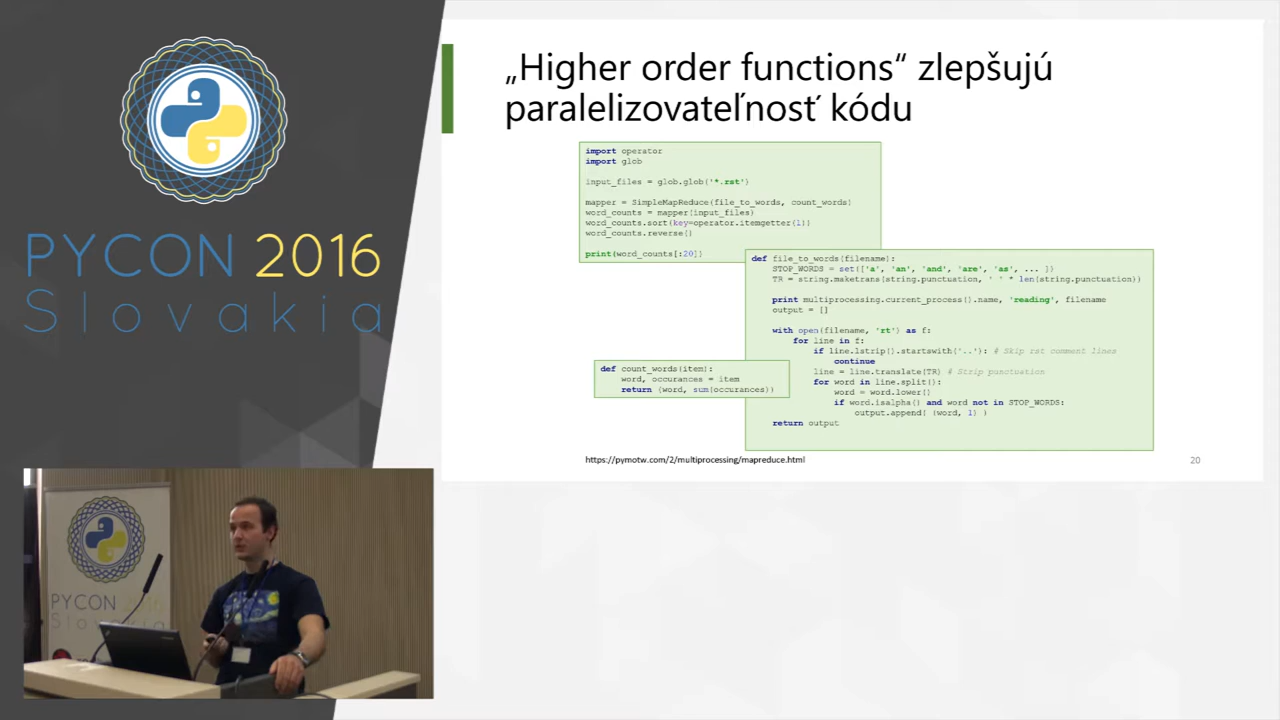 PYCON 2016
Slovakia
„Higher order functions“ zlepšujú
paralelizovateľnosť kódu
import operator
import glob
input_files = glob.glob('*.rst')
mapper = SimpleMapReduce(file_to_words, count_words)
word_counts = mapper(input_files)
word_counts.sort(key=operator.itemgetter(1))
word_counts.reverse()
print(word_counts[:20])
def file_to_words(filename):
STOP_WORDS = set(['a', 'an', 'and', 'are', 'as', ... ])
TR = string.maketrans(string.punctuation, ' ' * len(string.punctuation))
print multiprocessing.current_process().name, 'reading', filename
output = []
with open(filename, 'rt') as f:
for line in f:
if line.lstrip().startswith('..'): # Skip rst comment lines
continue
line = line.translate(TR) # Strip punctuation
for word in line.split():
word = word.lower()
if word.isalpha() and word not in STOP_WORDS:
output.append( (word, 1) )
return output
def count_words(item):
word, occurances = item
return (word, sum(occurances))
https://pymotw.com/2/multiprocessing/mapreduce.html
20
PYCON 2016
Slovakia